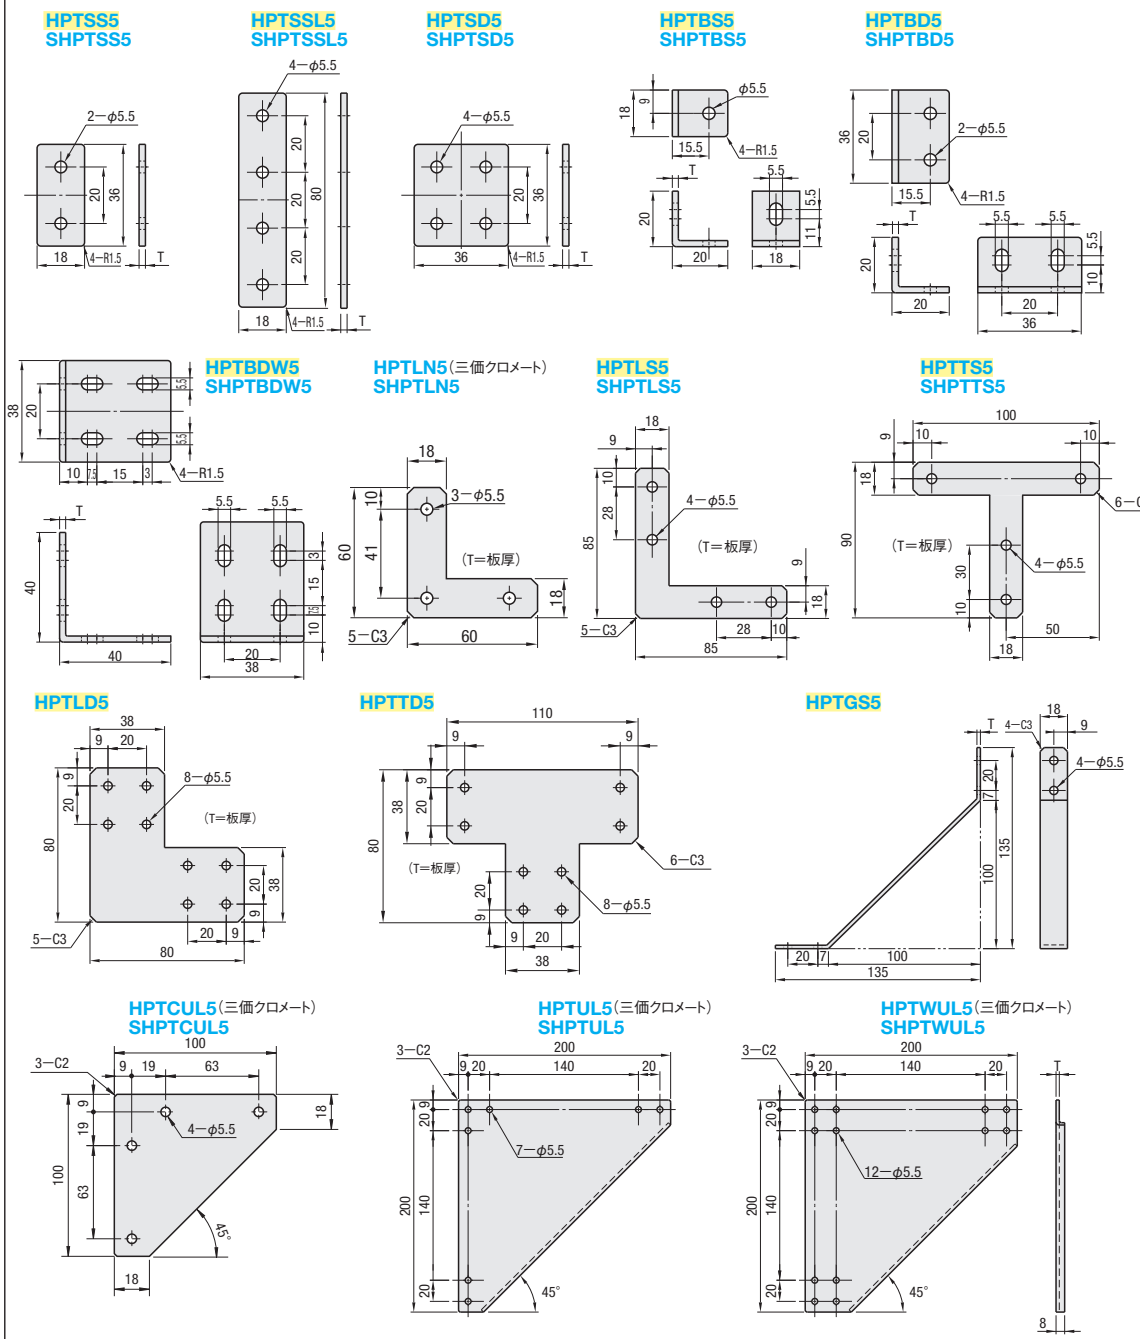 HPTSS5
SHPTSS5
2−φ5.5
20
36
18
4−R1.5
T
HPTSSL5
SHPTSSL5
4−φ5.5
20
20
20
80
18
4−R1.5
T
HPTSD5
SHPTSD5
4−φ5.5
20
36
36
4−R1.5
T
HPTBS5
SHPTBS5
φ5.5
9
18
15.5
4−R1.5
T
5.5
5.5
20
11
20
18
HPTBD5
SHPTBD5
36
20
2−φ5.5
15.5
4−R1.5
T
5.5
5.5
5.5
20
10
20
20
36
HPTBDW5
SHPTBDW5
38
20
5.5
5.5
10
7.5
15
3
4−R1.5
T
5.5
5.5
40
3
15
7.5
10
40
20
38
HPTLN5(三価クロメート)
SHPTLN5
18
10
3−φ5.5
60
41
(T=板厚)
18
5−C3
60
HPTLS5
SHPTLS5
18
9
10
28
4−φ5.5
85
(T=板厚)
9
18
5−C3
28
10
85
HPTTS5
SHPTTS5
100
9
10
10
18
6−C
90
(T=板厚)
4−φ5.5
30
10
50
18
HPTLD5
38
9
20
9
8−φ5.5
20
(T=板厚)
80
20
38
9
5−C3
20
9
80
HPTTD5
110
9
9
9
38
20
80
(T=板厚)
6−C3
20
8−φ5.5
9
9
20
38
HPTGS5
T
4−C3
18
9
20
4−φ5.5
7
135
100
20
7
100
135
HPTCUL5(三価クロメート)
SHPTCUL5
100
3−C2
9
19
63
9
18
19
4−φ5.5
100
63
45°
18
HPTUL5(三価クロメート)
SHPTUL5
200
3−C2
9
20
140
20
9
20
7−φ5.5
200
140
20
45°
HPTWUL5(三価クロメート)
SHPTWUL5
200
3−C2
9
20
140
20
T
9
20
12−φ5.5
200
140
20
45°
8